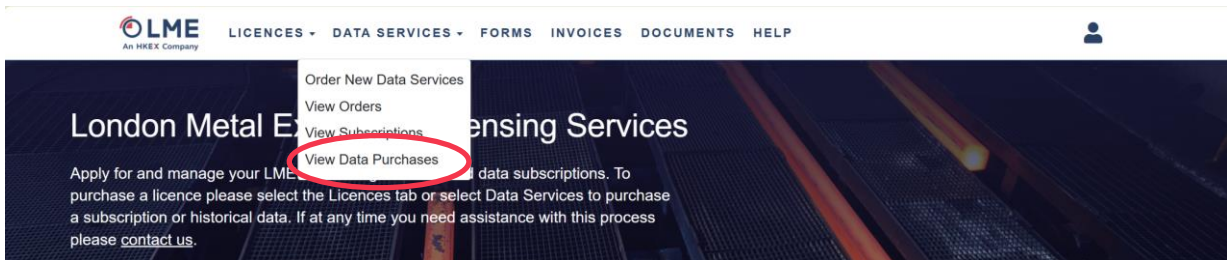 LME
An HKEX Company
LICENCES DATA SERVICES FORMS INVOICES DOCUMENTS HELP
Order New Data Services
View Orders
View Subscriptions
View Data Purchases
London Metal E ensing Services
Apply for and manage your LME data subscriptions. To
purchase a licence please select the Licences tab or select Data Services to purchase
a subscription or historical data. If at any time you need assistance with this process
please contact us.